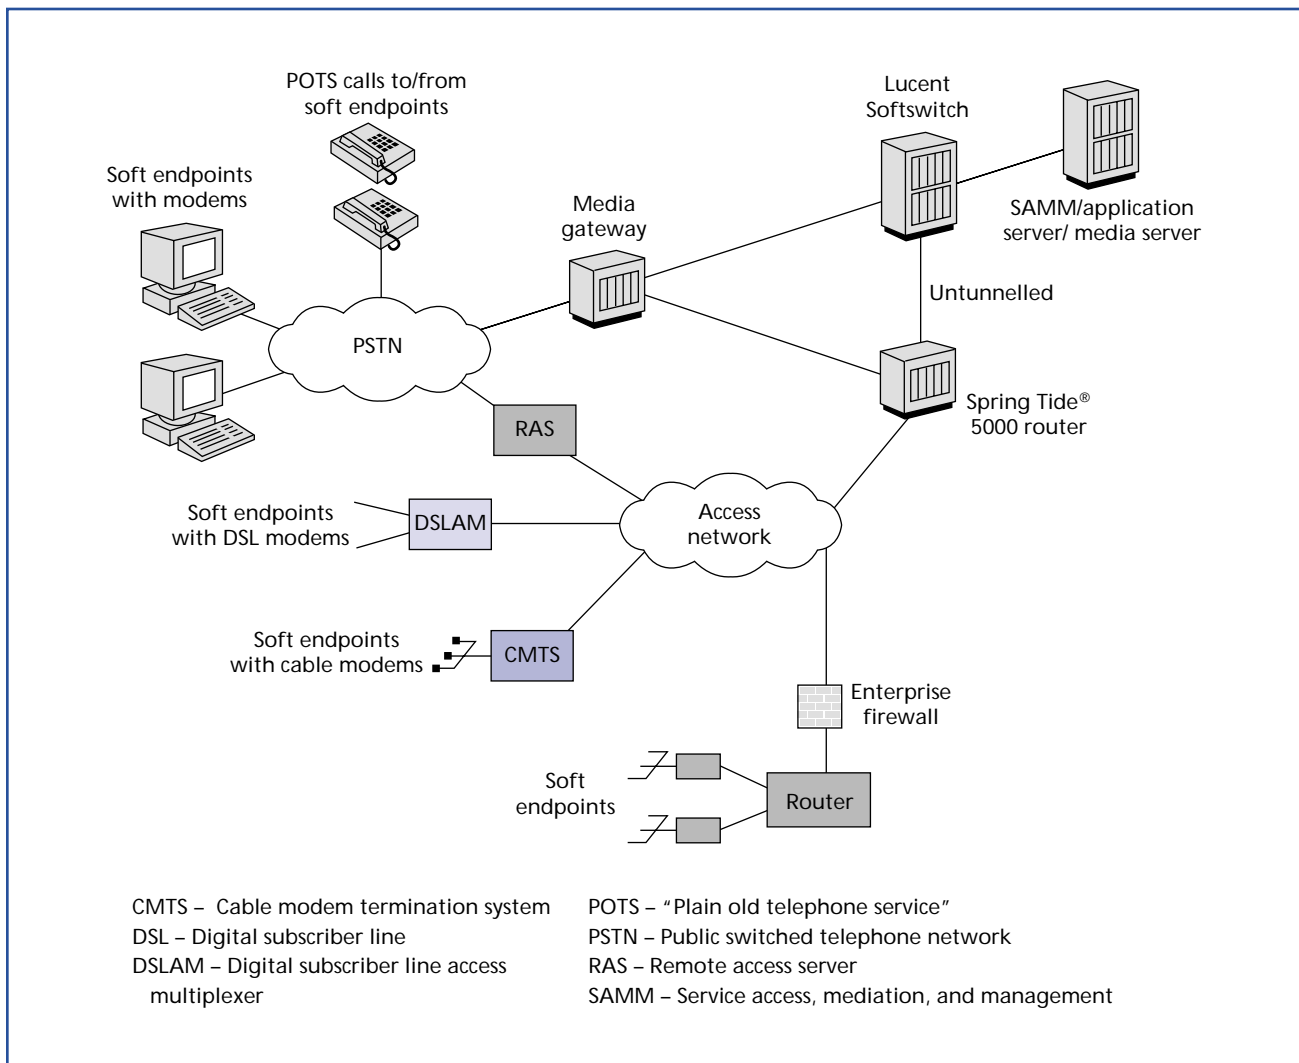 POTS calls to/from
soft endpoints
Lucent
Softswitch
Soft endpoints
with modems
Media
gateway
SAMM/application
server/ media server
Untunnelled
PSTN
Spring Tide®
5000 router
RAS
Soft endpoints
with DSL modems
DSLAM
Access
network
Soft endpoints
with cable modems
CMTS
Enterprise
firewall
Soft
endpoints
Router
CMTS – Cable modem termination system
DSL – Digital subscriber line
DSLAM – Digital subscriber line access
multiplexer
POTS – “Plain old telephone service”
PSTN – Public switched telephone network
RAS – Remote access server
SAMM – Service access, mediation, and management